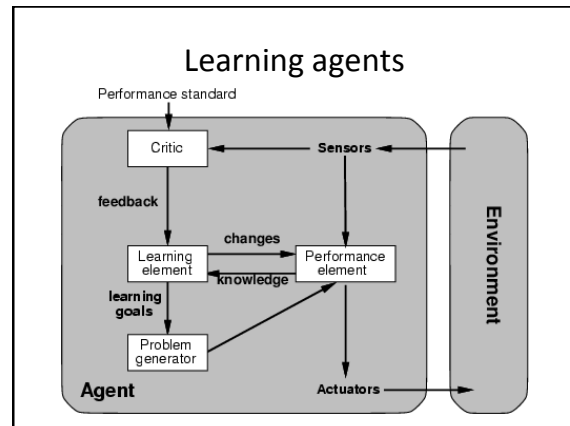 Learning agents
Performance standard
Critic
Sensors
feedback
changes
Learning
element
Performance
element
knowledge
learning
goals
Problem
generator
Agent
Actuators
Environment